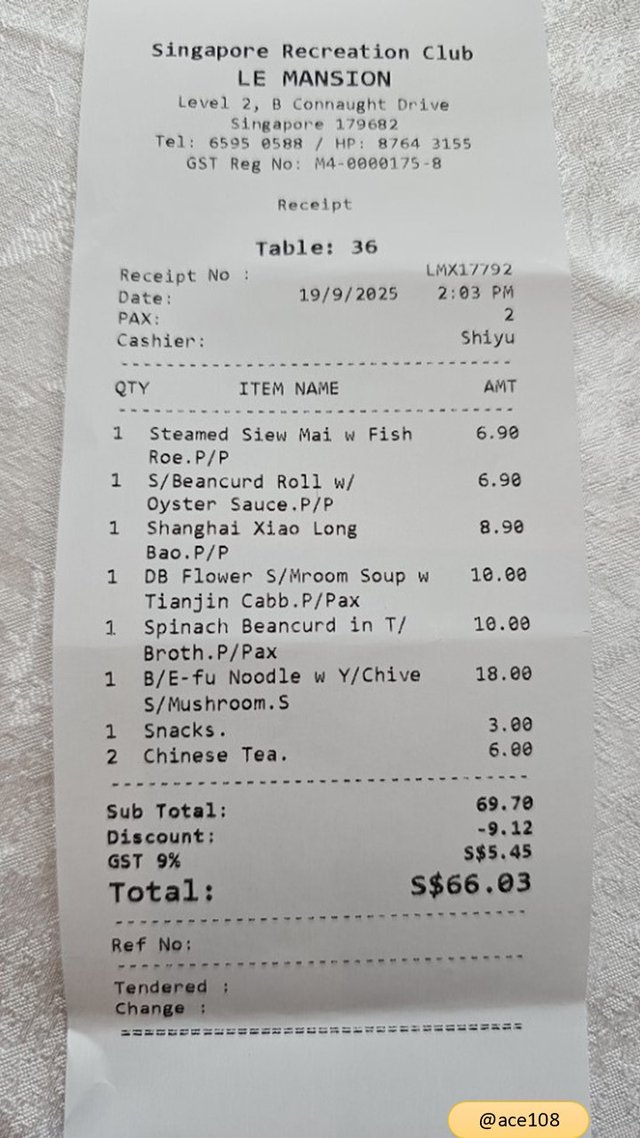 Singapore Recreation Club
LE MANSION
Level 2, B Connaught Drive
Singapore 179682
Tel: 6595 0588 / HP: 8764 3155
GST Reg No: M4-0000175-8
Receipt
Table: 36
Receipt No : LMX17792
Date: 19/9/2025 2:03 PM
PAX: 2
Cashier: Shiyu
QTY ITEM NAME AMT
1 Steamed Siew Mai w Fish 6.90
Roe.P/P
1 S/Beancurd Roll w/ 6.90
Oyster Sauce.P/P
1 Shanghai Xiao Long 8.90
Bao.P/P
1 DB Flower S/Mroom Soup w 10.00
Tianjin Cabb.P/Pax
1 Spinach Beancurd in T/ 10.00
Broth.P/Pax
1 B/E-fu Noodle w Y/Chive 18.00
S/Mushroom.S
1 Snacks. 3.00
2 Chinese Tea. 6.00
Sub Total: 69.70
Discount: -9.12
GST 9% S$5.45
Total: S$66.03
Ref No:
Tendered :
Change :
@ace108